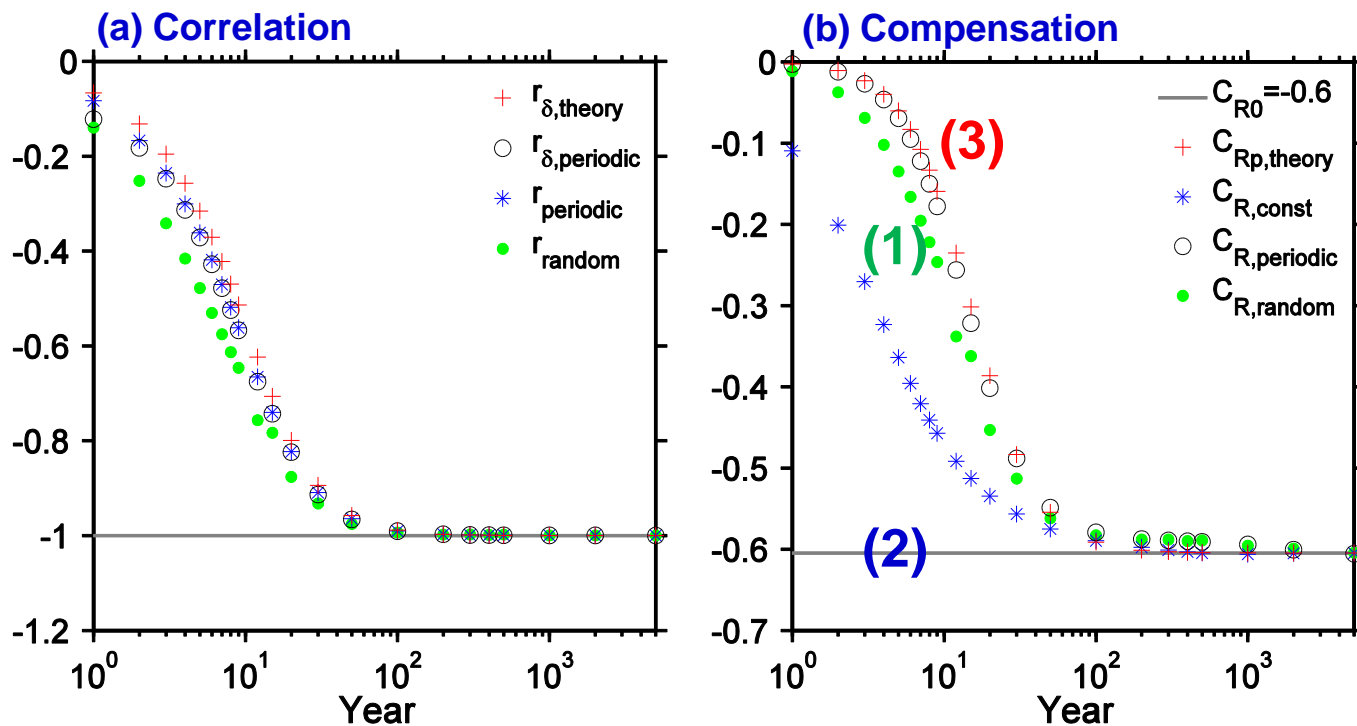 (a) Correlation
0
-0.2
-0.4
-0.6
-0.8
-1
-1.2
10^0
10^1
10^2
10^3
Year
r_δ,theory
r_δ,periodic
r_periodic
r_random
(b) Compensation
0
-0.1
-0.2
-0.3
-0.4
-0.5
-0.6
-0.7
10^0
10^1
10^2
10^3
Year
C_R0=-0.6
C_Rp,theory
C_R,const
C_R,periodic
C_R,random
(3)
(1)
(2)